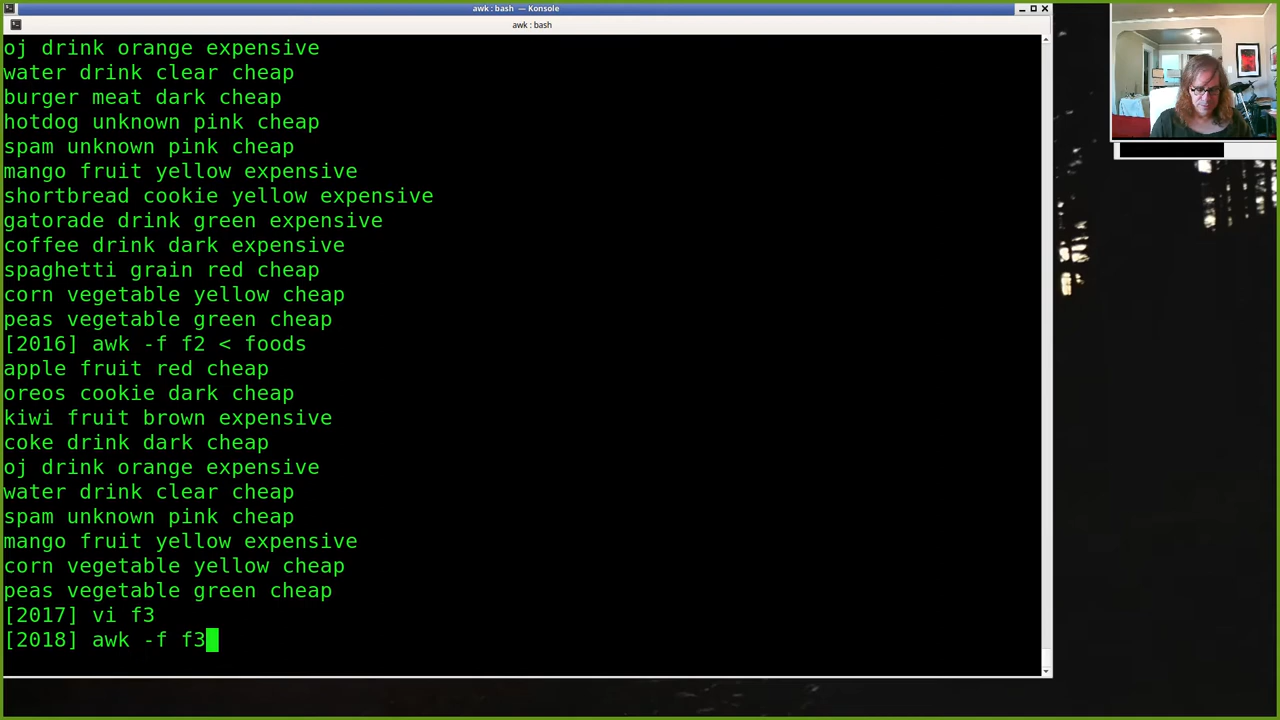 awk : bash — Konsole
awk : bash
oj drink orange expensive
water drink clear cheap
burger meat dark cheap
hotdog unknown pink cheap
spam unknown pink cheap
mango fruit yellow expensive
shortbread cookie yellow expensive
gatorade drink green expensive
coffee drink dark expensive
spaghetti grain red cheap
corn vegetable yellow cheap
peas vegetable green cheap
[2016] awk -f f2 < foods
apple fruit red cheap
oreos cookie dark cheap
kiwi fruit brown expensive
coke drink dark cheap
oj drink orange expensive
water drink clear cheap
spam unknown pink cheap
mango fruit yellow expensive
corn vegetable yellow cheap
peas vegetable green cheap
[2017] vi f3
[2018] awk -f f3